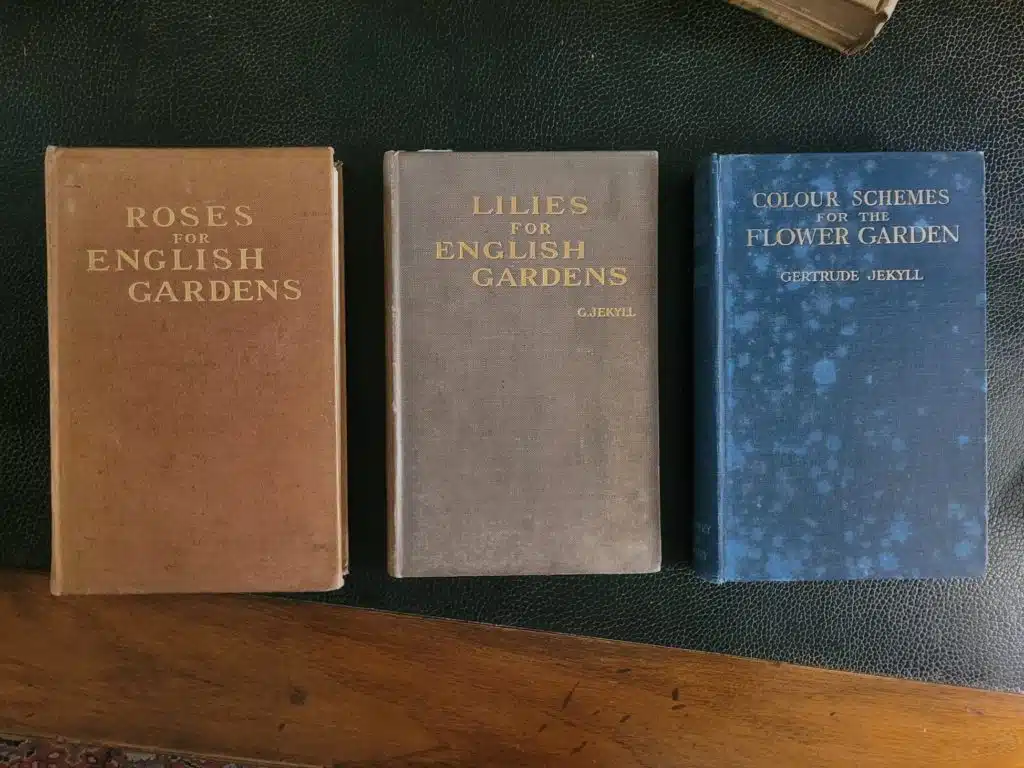 ROSES
FOR
ENGLISH
GARDENS
LILIES
FOR
ENGLISH
GARDENS
G.JEKYLL
COLOUR SCHEMES
FOR THE
FLOWER GARDEN
GERTRUDE JEKYLL